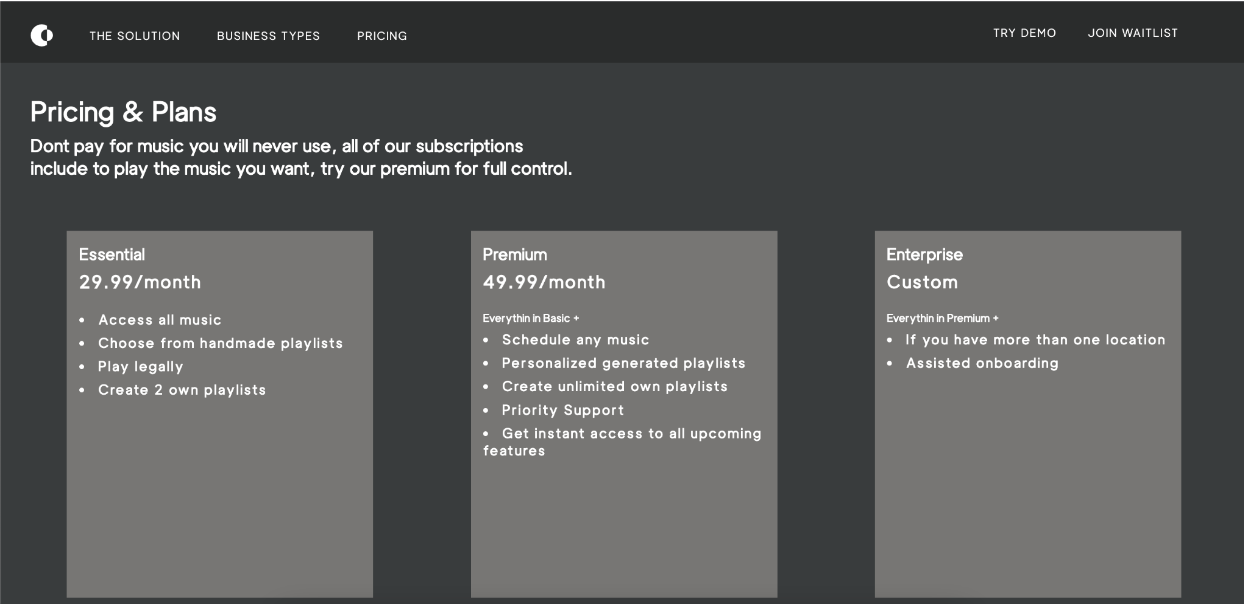 THE SOLUTION BUSINESS TYPES PRICING TRY DEMO JOIN WAITLIST
Pricing & Plans
Dont pay for music you will never use, all of our subscriptions
include to play the music you want, try our premium for full control.
Essential
29.99/month
• Access all music
• Choose from handmade playlists
• Play legally
• Create 2 own playlists
Premium
49.99/month
Everythin in Basic +
• Schedule any music
• Personalized generated playlists
• Create unlimited own playlists
• Priority Support
• Get instant access to all upcoming
features
Enterprise
Custom
Everythin in Premium +
• If you have more than one location
• Assisted onboarding